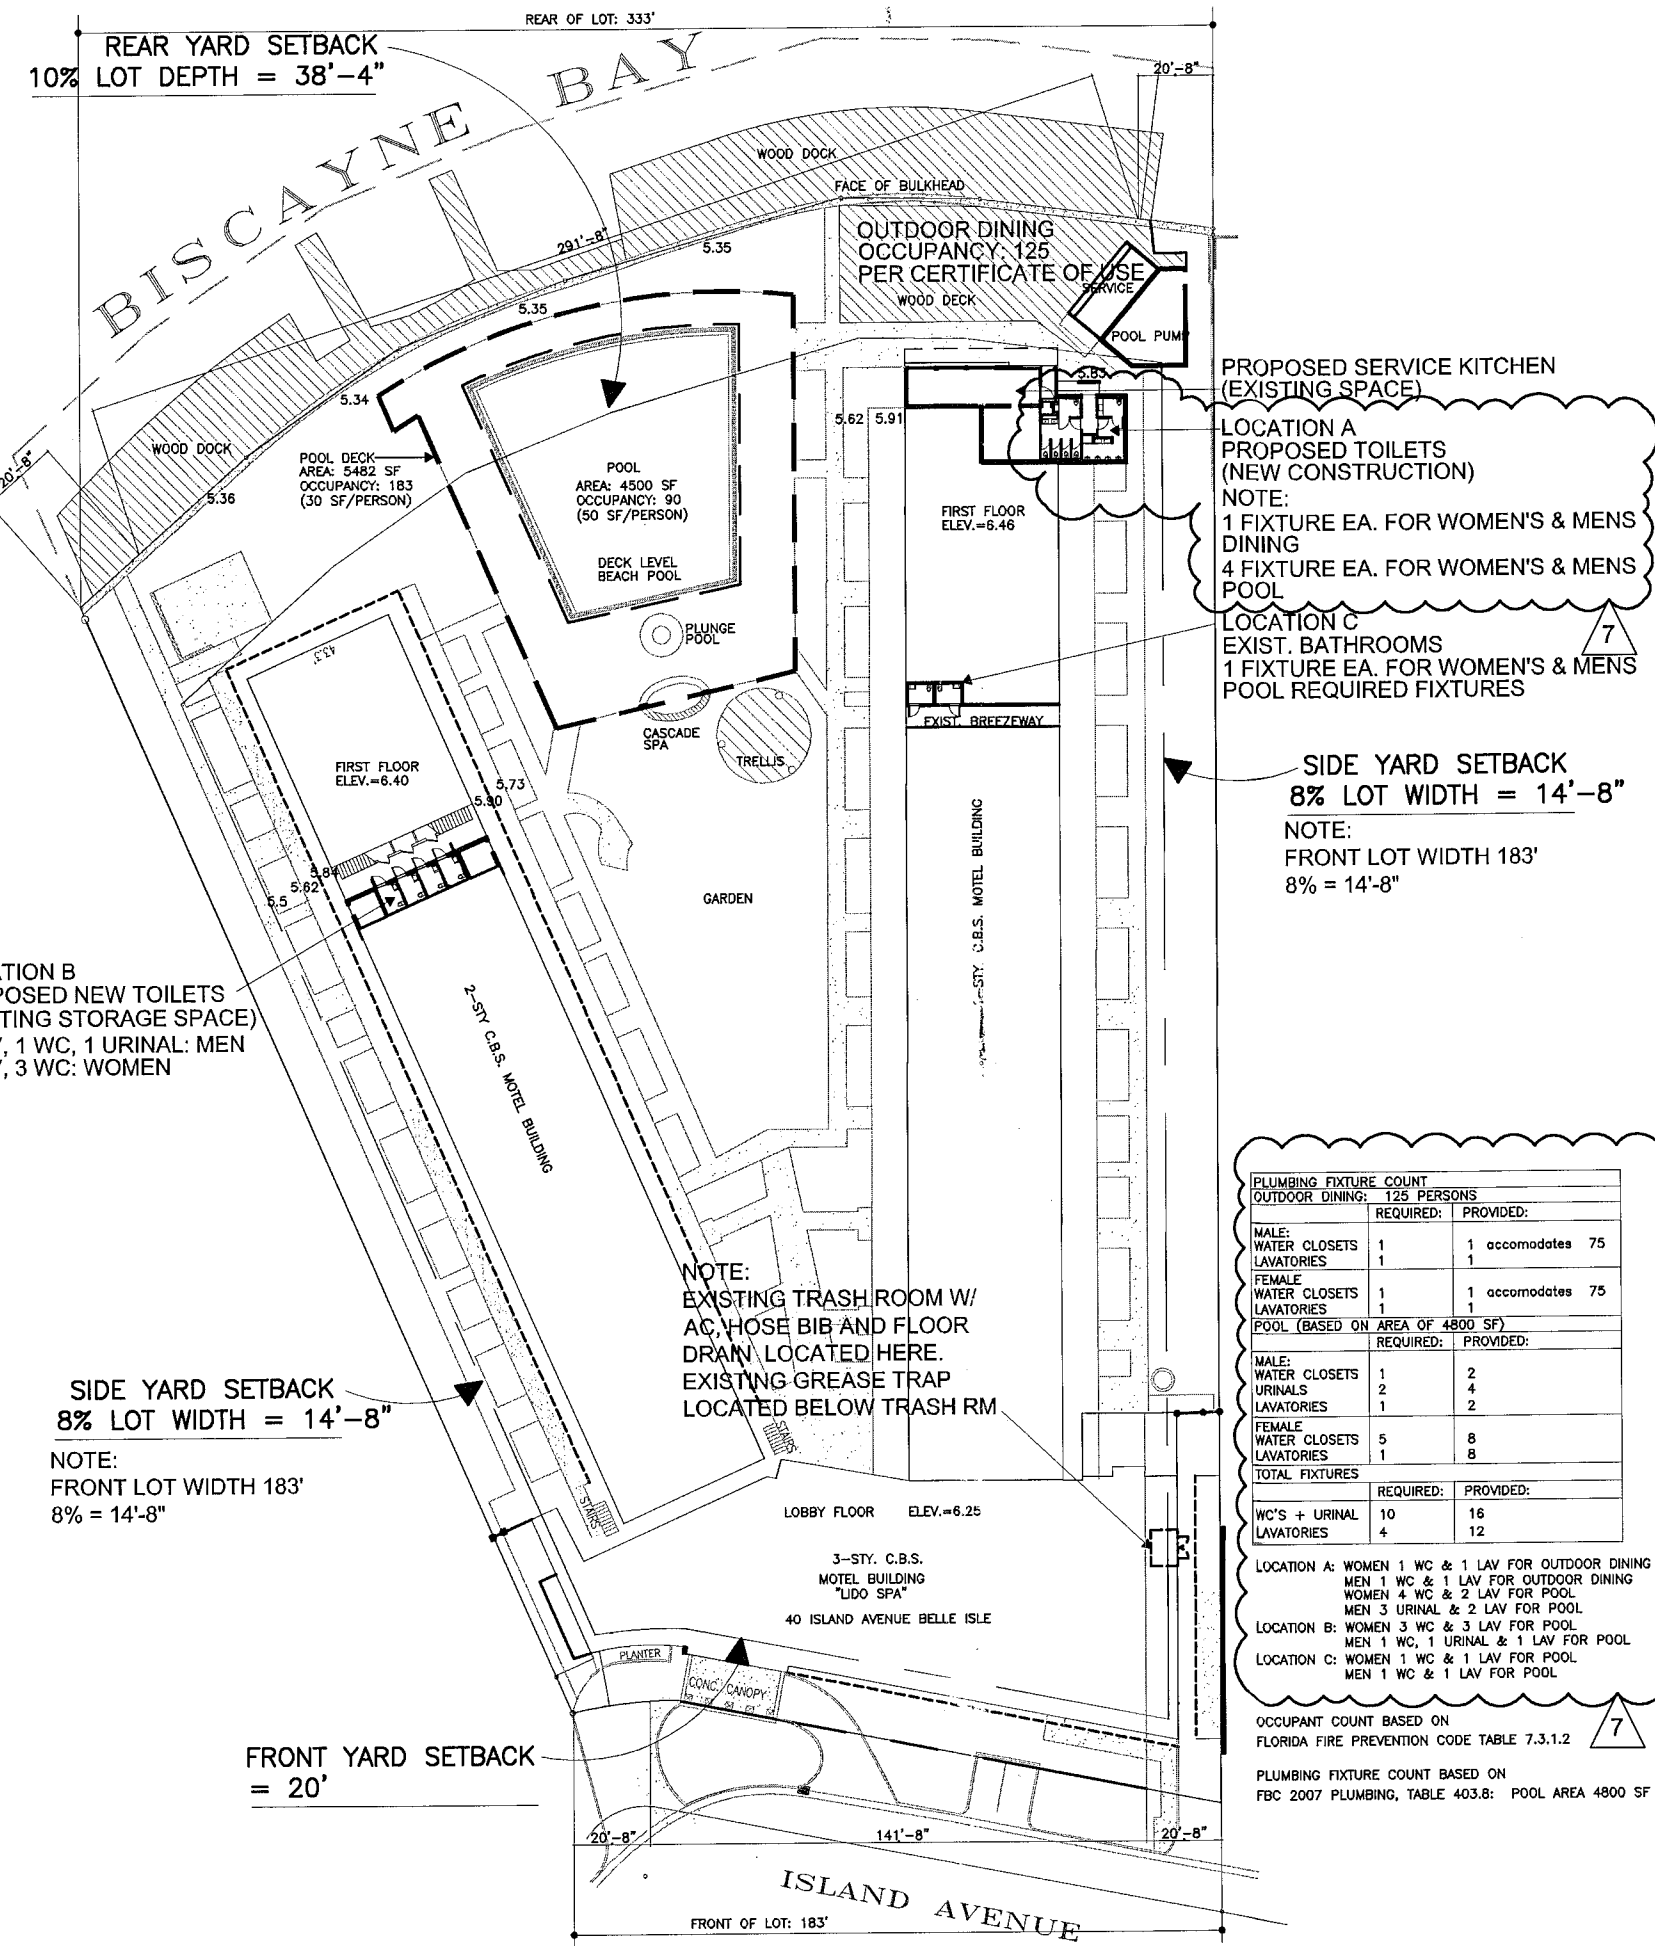 REAR OF LOT: 333'
REAR YARD SETBACK
10% LOT DEPTH = 38'-4"
BISCAYNE BAY
20'-8"
WOOD DOCK
FACE OF BULKHEAD
OUTDOOR DINING
OCCUPANCY: 125
PER CERTIFICATE OF USE
WOOD DECK
SERVICE
POOL PUMP
291'-8"
5.35
5.35
5.34
5.36
20'-8"
WOOD DOCK
POOL DECK
AREA: 5482 SF
OCCUPANCY: 183
(30 SF/PERSON)
POOL
AREA: 4500 SF
OCCUPANCY: 90
(50 SF/PERSON)
DECK LEVEL
BEACH POOL
PLUNGE
POOL
CASCADE
SPA
TRELLIS
5.62
5.91
5.83
FIRST FLOOR
ELEV.=6.46
PROPOSED SERVICE KITCHEN
(EXISTING SPACE)
LOCATION A
PROPOSED TOILETS
(NEW CONSTRUCTION)
NOTE:
1 FIXTURE EA. FOR WOMEN'S & MENS
DINING
4 FIXTURE EA. FOR WOMEN'S & MENS
POOL
LOCATION C
EXIST. BATHROOMS
1 FIXTURE EA. FOR WOMEN'S & MENS
POOL REQUIRED FIXTURES
7
EXIST. BREEZEWAY
SIDE YARD SETBACK
8% LOT WIDTH = 14'-8"
NOTE:
FRONT LOT WIDTH 183'
8% = 14'-8"
43.3'
FIRST FLOOR
ELEV.=6.40
5.73
5.90
5.84
5.62
5.5
GARDEN
-STY. C.B.S. MOTEL BUILDING
2-STY C.B.S. MOTEL BUILDING
ATION B
POSED NEW TOILETS
TING STORAGE SPACE)
, 1 WC, 1 URINAL: MEN
, 3 WC: WOMEN
NOTE:
EXISTING TRASH ROOM W/
AC, HOSE BIB AND FLOOR
DRAIN LOCATED HERE.
EXISTING GREASE TRAP
LOCATED BELOW TRASH RM
SIDE YARD SETBACK
8% LOT WIDTH = 14'-8"
NOTE:
FRONT LOT WIDTH 183'
8% = 14'-8"
STAIRS
STAIRS
LOBBY FLOOR ELEV.=6.25
3-STY. C.B.S.
MOTEL BUILDING
"LIDO SPA"
40 ISLAND AVENUE BELLE ISLE
PLANTER
CONC. CANOPY
FRONT YARD SETBACK
= 20'
20'-8"
141'-8"
20'-8"
ISLAND AVENUE
FRONT OF LOT: 183'
PLUMBING FIXTURE COUNT
OUTDOOR DINING: 125 PERSONS
REQUIRED: PROVIDED:
MALE:
WATER CLOSETS 1 1 accomodates 75
LAVATORIES 1 1
FEMALE
WATER CLOSETS 1 1 accomodates 75
LAVATORIES 1 1
POOL (BASED ON AREA OF 4800 SF)
REQUIRED: PROVIDED:
MALE:
WATER CLOSETS 1 2
URINALS 2 4
LAVATORIES 1 2
FEMALE
WATER CLOSETS 5 8
LAVATORIES 1 8
TOTAL FIXTURES
REQUIRED: PROVIDED:
WC'S + URINAL 10 16
LAVATORIES 4 12
LOCATION A: WOMEN 1 WC & 1 LAV FOR OUTDOOR DINING
MEN 1 WC & 1 LAV FOR OUTDOOR DINING
WOMEN 4 WC & 2 LAV FOR POOL
MEN 3 URINAL & 2 LAV FOR POOL
LOCATION B: WOMEN 3 WC & 3 LAV FOR POOL
MEN 1 WC, 1 URINAL & 1 LAV FOR POOL
LOCATION C: WOMEN 1 WC & 1 LAV FOR POOL
MEN 1 WC & 1 LAV FOR POOL
OCCUPANT COUNT BASED ON
FLORIDA FIRE PREVENTION CODE TABLE 7.3.1.2
7
PLUMBING FIXTURE COUNT BASED ON
FBC 2007 PLUMBING, TABLE 403.8: POOL AREA 4800 SF